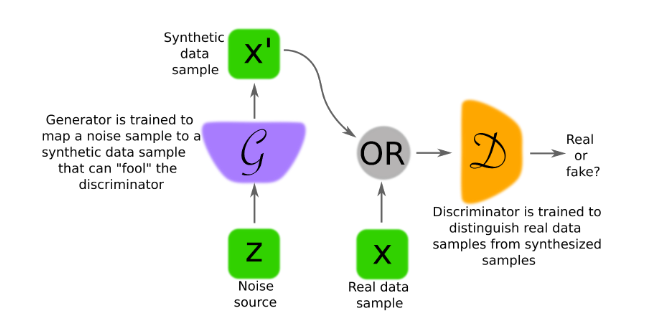 Synthetic
data
sample
x'
Generator is trained to
map a noise sample to a
synthetic data sample
that can "fool" the
discriminator
G
OR
D
Real
or
fake?
Discriminator is trained to
distinguish real data
samples from synthesized
samples
z
Noise
source
x
Real data
sample